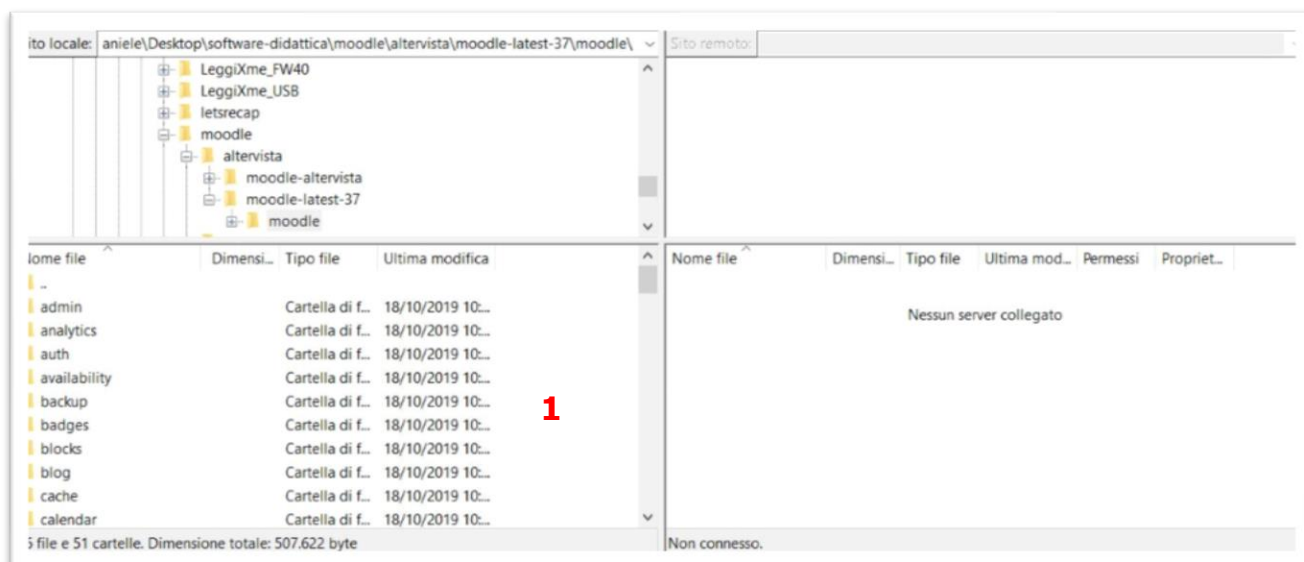 ito locale: aniele\Desktop\software-didattica\moodle\altervista\moodle-latest-37\moodle\ Sito remoto:
LeggiXme_FW40
LeggiXme_USB
letsrecap
moodle
altervista
moodle-altervista
moodle-latest-37
moodle
Nome file Dimensi... Tipo file Ultima modifica Nome file Dimensi... Tipo file Ultima mod... Permessi Propriet...
..
admin Cartella di f... 18/10/2019 10:...
Nessun server collegato
analytics Cartella di f... 18/10/2019 10:...
auth Cartella di f... 18/10/2019 10:...
availability Cartella di f... 18/10/2019 10:...
backup Cartella di f... 18/10/2019 10:... 1
badges Cartella di f... 18/10/2019 10:...
blocks Cartella di f... 18/10/2019 10:...
blog Cartella di f... 18/10/2019 10:...
cache Cartella di f... 18/10/2019 10:...
calendar Cartella di f... 18/10/2019 10:...
file e 51 cartelle. Dimensione totale: 507.622 byte Non connesso.